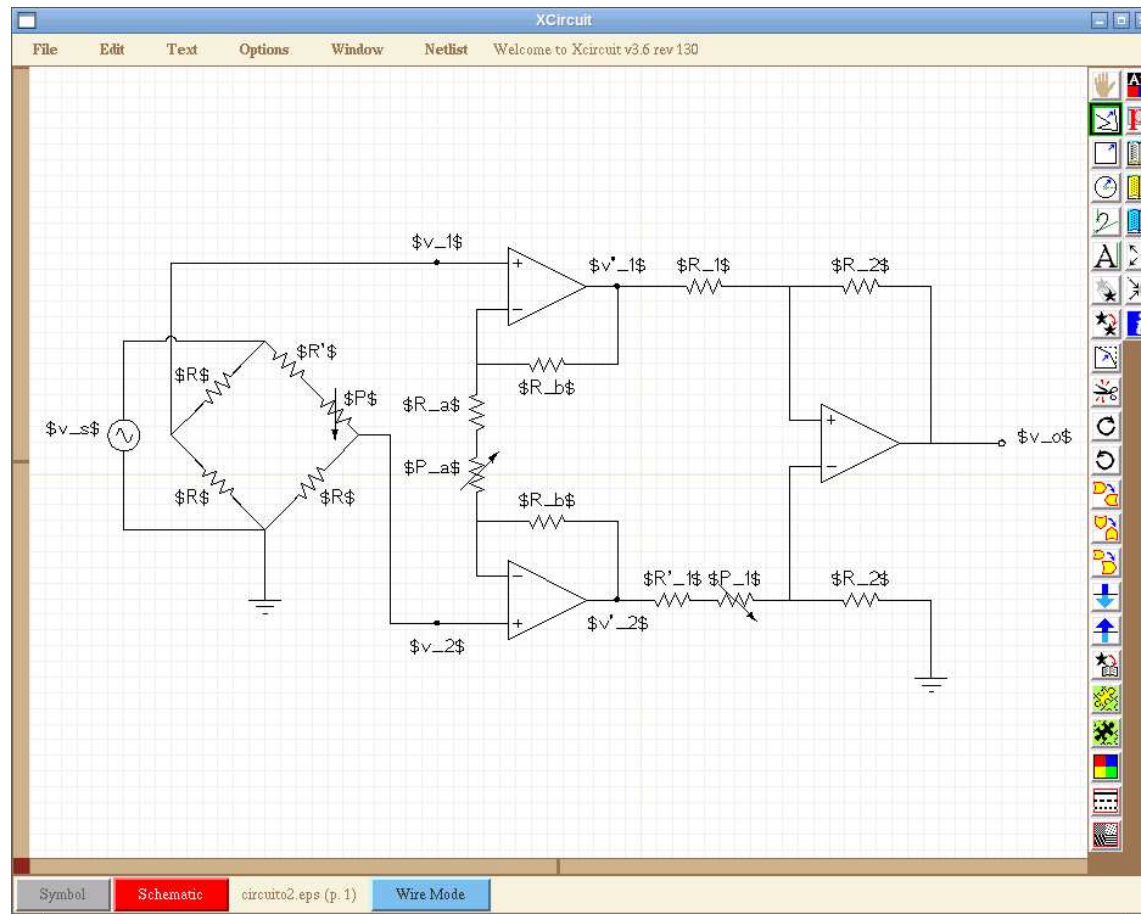 XCircuit
File Edit Text Options Window Netlist Welcome to Xcircuit v3.6 rev 130
$v_1$
$v'_1$ $R_1$ $R_2$
$R'$
$R$
$R_b$
$P$ $R_a$
$v_s$ + $v_o$
$P_a$
$R$ $R$ $R_b$
$R'_1$ $P_1$ $R_2$
$v_2$ $v'_2$
Symbol Schematic circuito2.eps (p. 1) Wire Mode